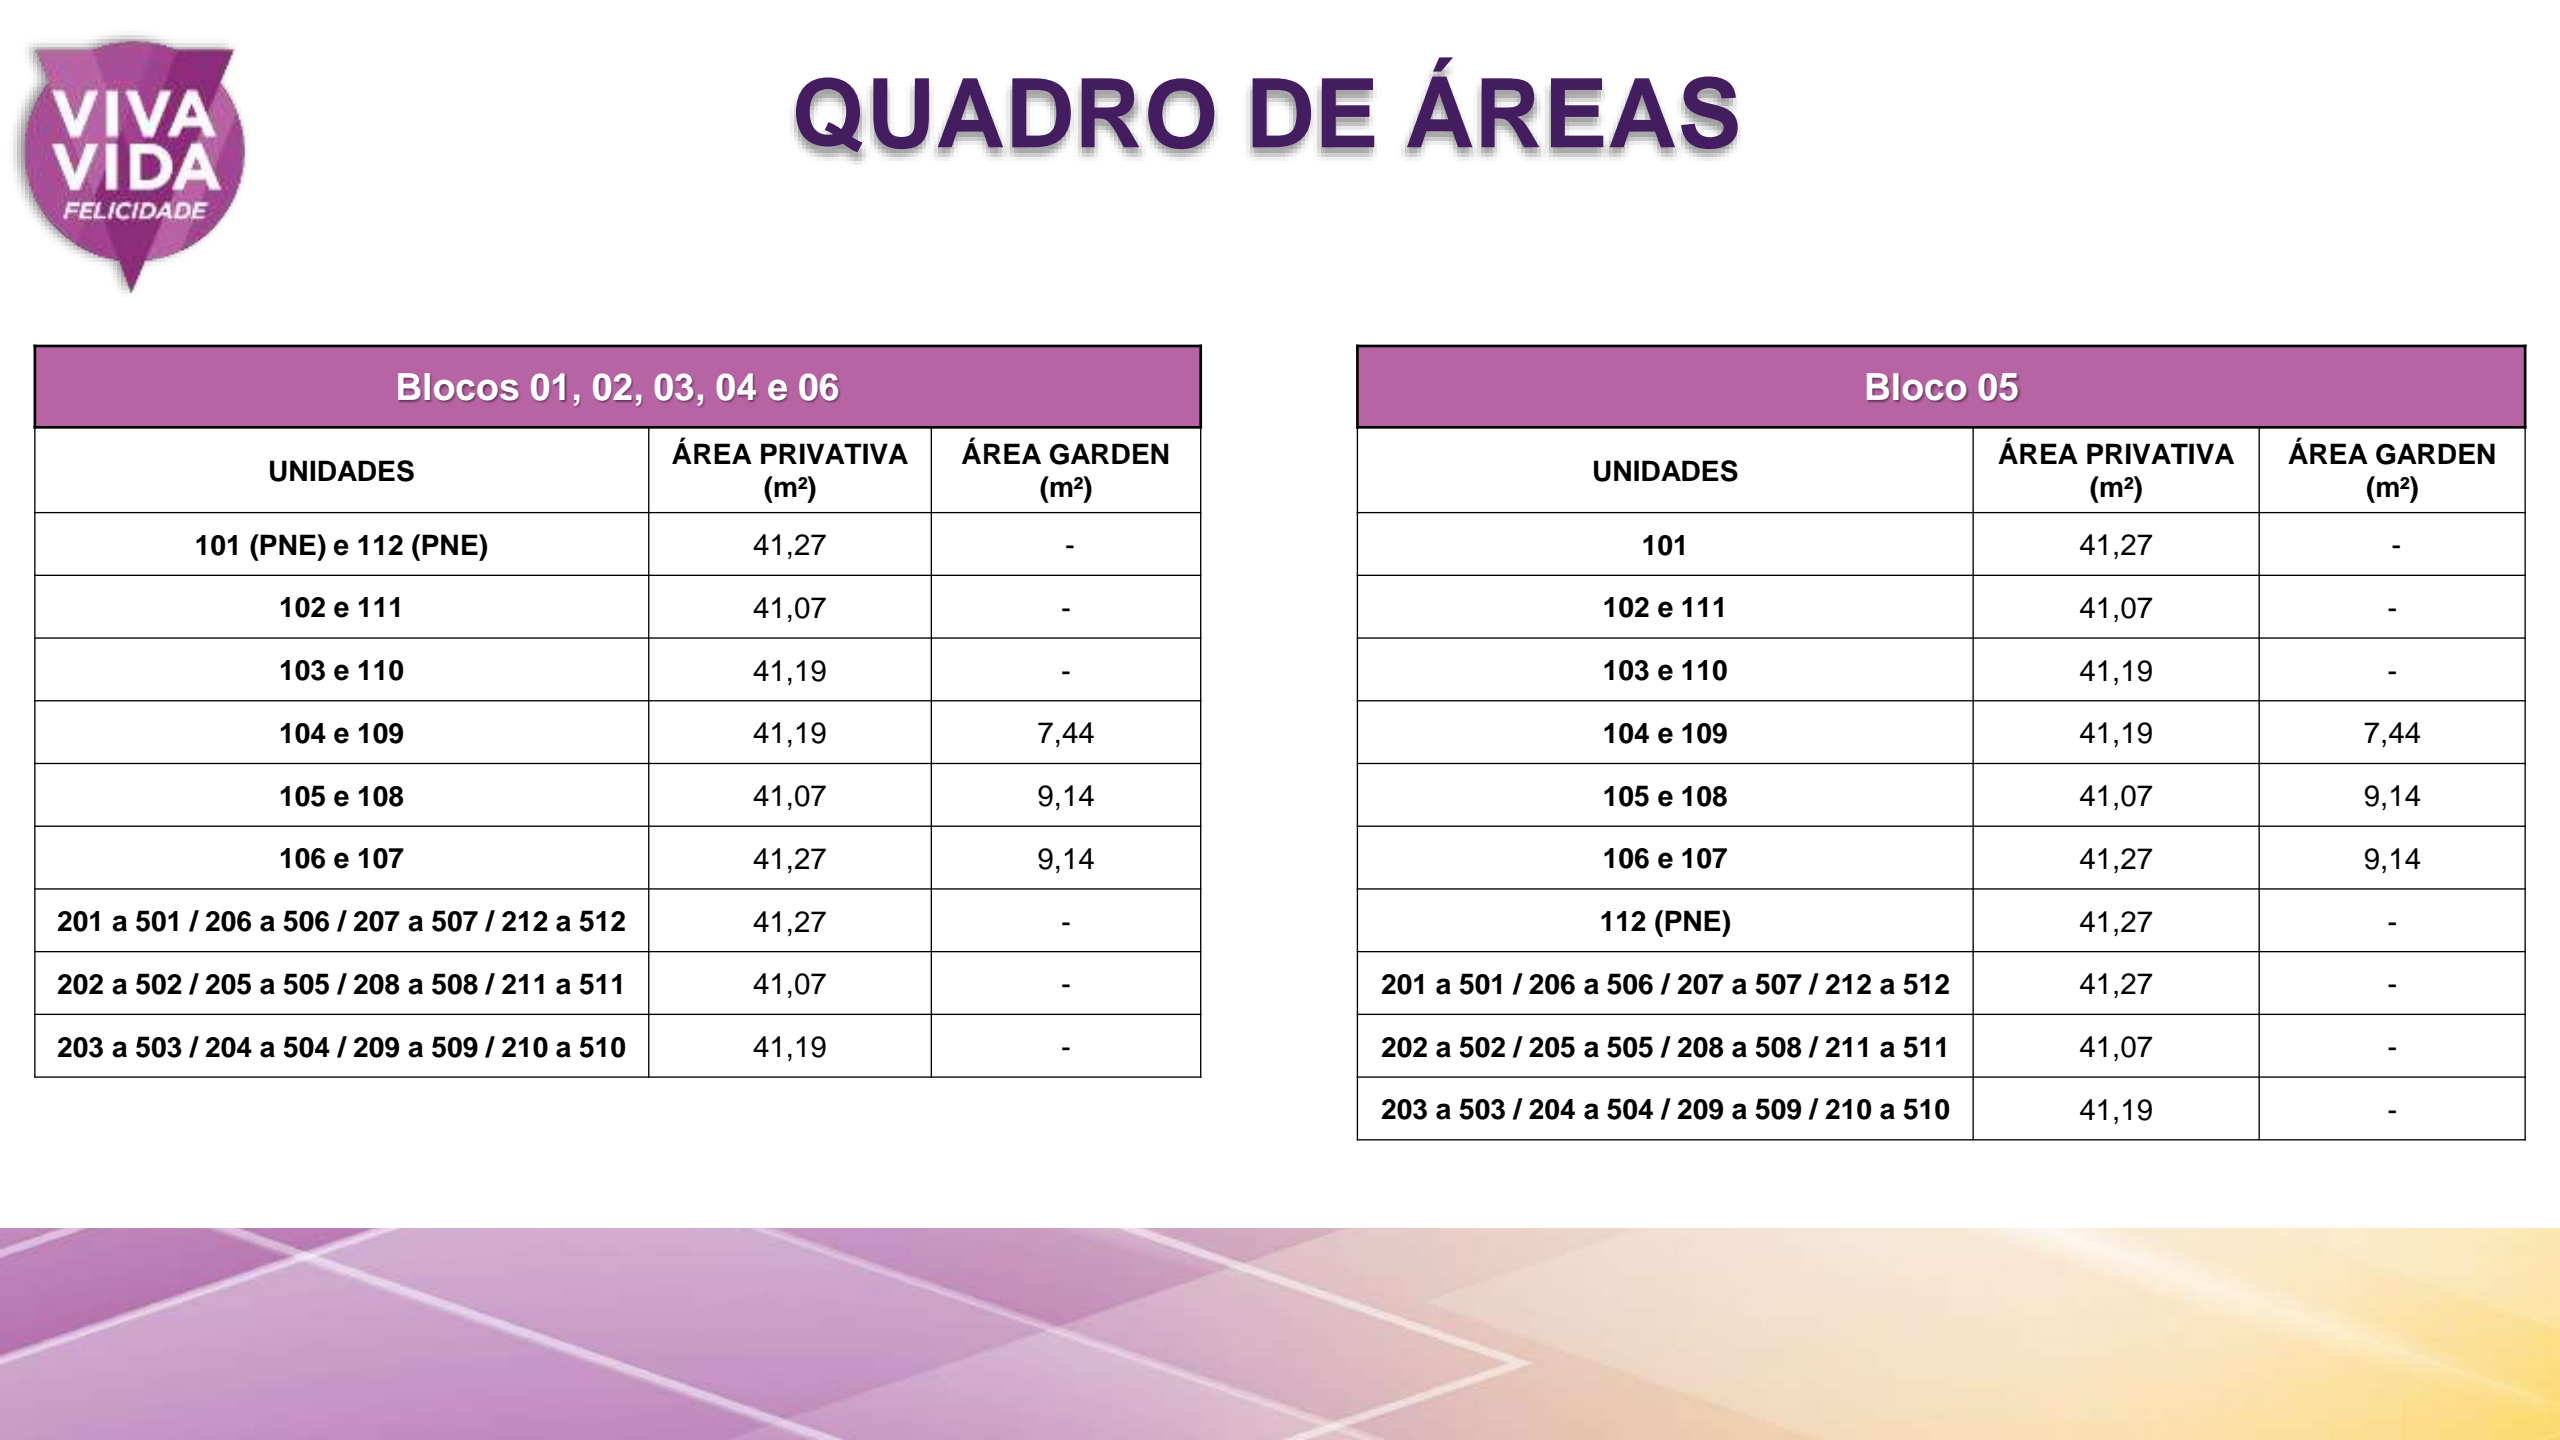 VIVA
VIDA
FELICIDADE
QUADRO DE ÁREAS
Blocos 01, 02, 03, 04 e 06
UNIDADES ÁREA PRIVATIVA (m²) ÁREA GARDEN (m²)
101 (PNE) e 112 (PNE) 41,27 -
102 e 111 41,07 -
103 e 110 41,19 -
104 e 109 41,19 7,44
105 e 108 41,07 9,14
106 e 107 41,27 9,14
201 a 501 / 206 a 506 / 207 a 507 / 212 a 512 41,27 -
202 a 502 / 205 a 505 / 208 a 508 / 211 a 511 41,07 -
203 a 503 / 204 a 504 / 209 a 509 / 210 a 510 41,19 -
Bloco 05
UNIDADES ÁREA PRIVATIVA (m²) ÁREA GARDEN (m²)
101 41,27 -
102 e 111 41,07 -
103 e 110 41,19 -
104 e 109 41,19 7,44
105 e 108 41,07 9,14
106 e 107 41,27 9,14
112 (PNE) 41,27 -
201 a 501 / 206 a 506 / 207 a 507 / 212 a 512 41,27 -
202 a 502 / 205 a 505 / 208 a 508 / 211 a 511 41,07 -
203 a 503 / 204 a 504 / 209 a 509 / 210 a 510 41,19 -